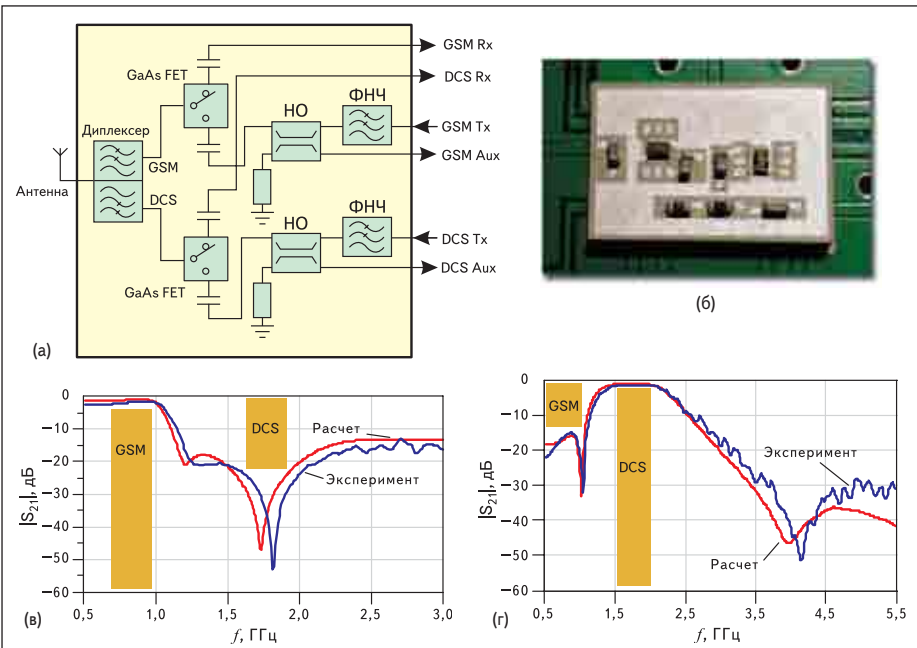 GSM Rx
GaAs FET
DCS Rx
ФНЧ
Диплексер
НО
GSM Tx
GSM
GSM Aux
Антенна
DCS
ФНЧ
НО
DCS Tx
GaAs FET
DCS Aux
(а)
(б)
0
−10
−20
−30
−40
−50
−60
|S21|, дБ
GSM
DCS
Расчет
Эксперимент
0,5
1,0
1,5
2,0
2,5
3,0
(в)
f, ГГц
0
−10
−20
−30
−40
−50
−60
|S21|, дБ
GSM
DCS
Эксперимент
Расчет
0,5
1,5
2,5
3,5
4,5
5,5
(г)
f, ГГц